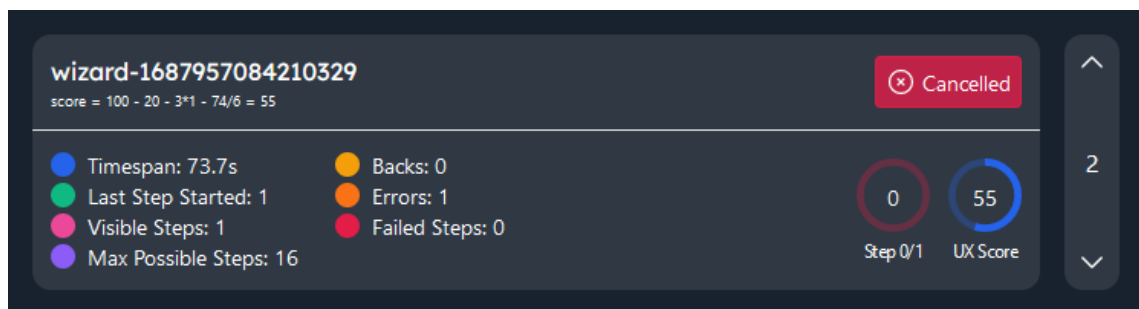 wizard-1687957084210329
score = 100 - 20 - 3*1 - 74/6 = 55
Cancelled
Timespan: 73.7s
Last Step Started: 1
Visible Steps: 1
Max Possible Steps: 16
Backs: 0
Errors: 1
Failed Steps: 0
0
Step 0/1
55
UX Score
2